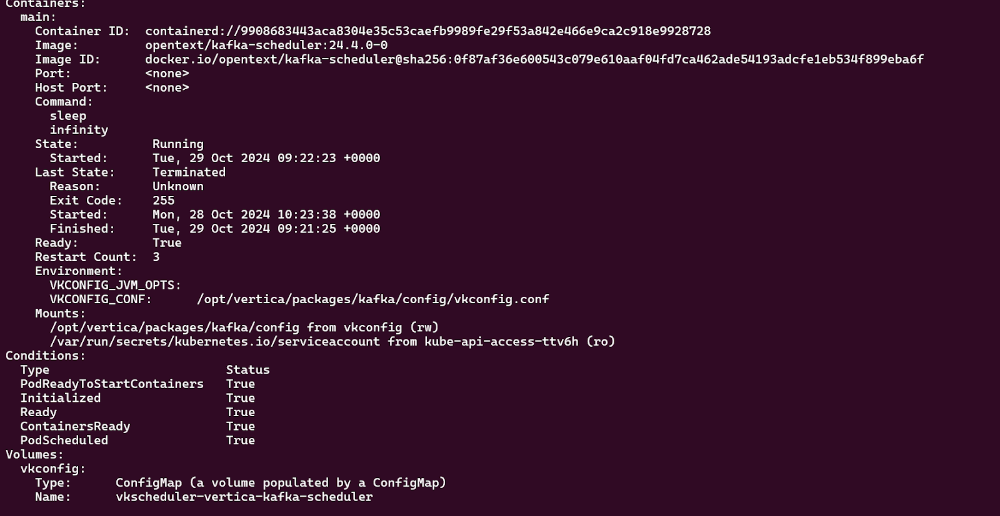 Containers:
  main:
    Container ID:  containerd://9908683443aca8304e35c53caefb9989fe29f53a842e466e9ca2c918e9928728
    Image:         opentext/kafka-scheduler:24.4.0-0
    Image ID:      docker.io/opentext/kafka-scheduler@sha256:0f87af36e600543c079e610aaf04fd7ca462ade54193adcfe1eb534f899eba6f
    Port:          <none>
    Host Port:     <none>
    Command:
      sleep
      infinity
    State:          Running
      Started:      Tue, 29 Oct 2024 09:22:23 +0000
    Last State:     Terminated
      Reason:       Unknown
      Exit Code:    255
      Started:      Mon, 28 Oct 2024 10:23:38 +0000
      Finished:     Tue, 29 Oct 2024 09:21:25 +0000
    Ready:          True
    Restart Count:  3
    Environment:
      VKCONFIG_JVM_OPTS:
      VKCONFIG_CONF:      /opt/vertica/packages/kafka/config/vkconfig.conf
    Mounts:
      /opt/vertica/packages/kafka/config from vkconfig (rw)
      /var/run/secrets/kubernetes.io/serviceaccount from kube-api-access-ttv6h (ro)
Conditions:
  Type                        Status
  PodReadyToStartContainers   True
  Initialized                 True
  Ready                       True
  ContainersReady             True
  PodScheduled                True
Volumes:
  vkconfig:
    Type:      ConfigMap (a volume populated by a ConfigMap)
    Name:      vkscheduler-vertica-kafka-scheduler